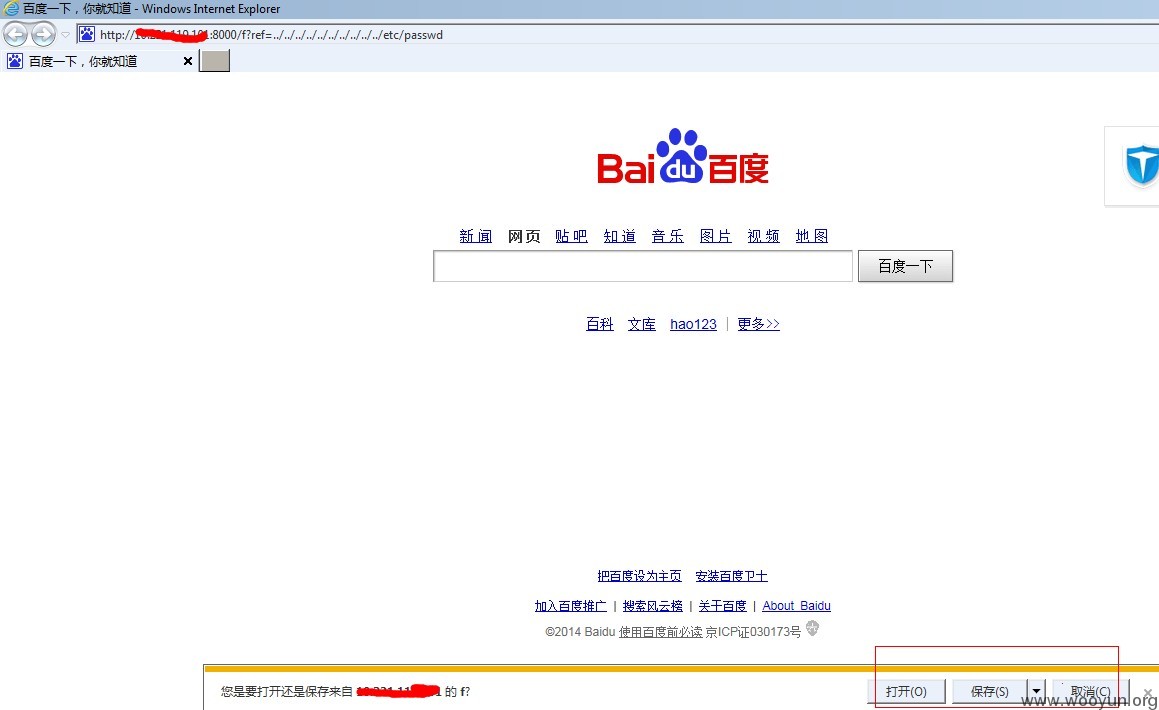 百度一下，你就知道 - Windows Internet Explorer
http://:8000/f?ref=../../../../../../../../../../etc/passwd
百度一下，你就知道
Bai du 百度
新闻 网页 贴吧 知道 音乐 图片 视频 地图
百度一下
百科 文库 hao123 | 更多>>
把百度设为主页 安装百度卫士
加入百度推广 | 搜索风云榜 | 关于百度 | About Baidu
©2014 Baidu 使用百度前必读 京ICP证030173号
您是要打开还是保存来自 的 f?
打开(O) 保存(S) 取消(C)
www.wooyun.org